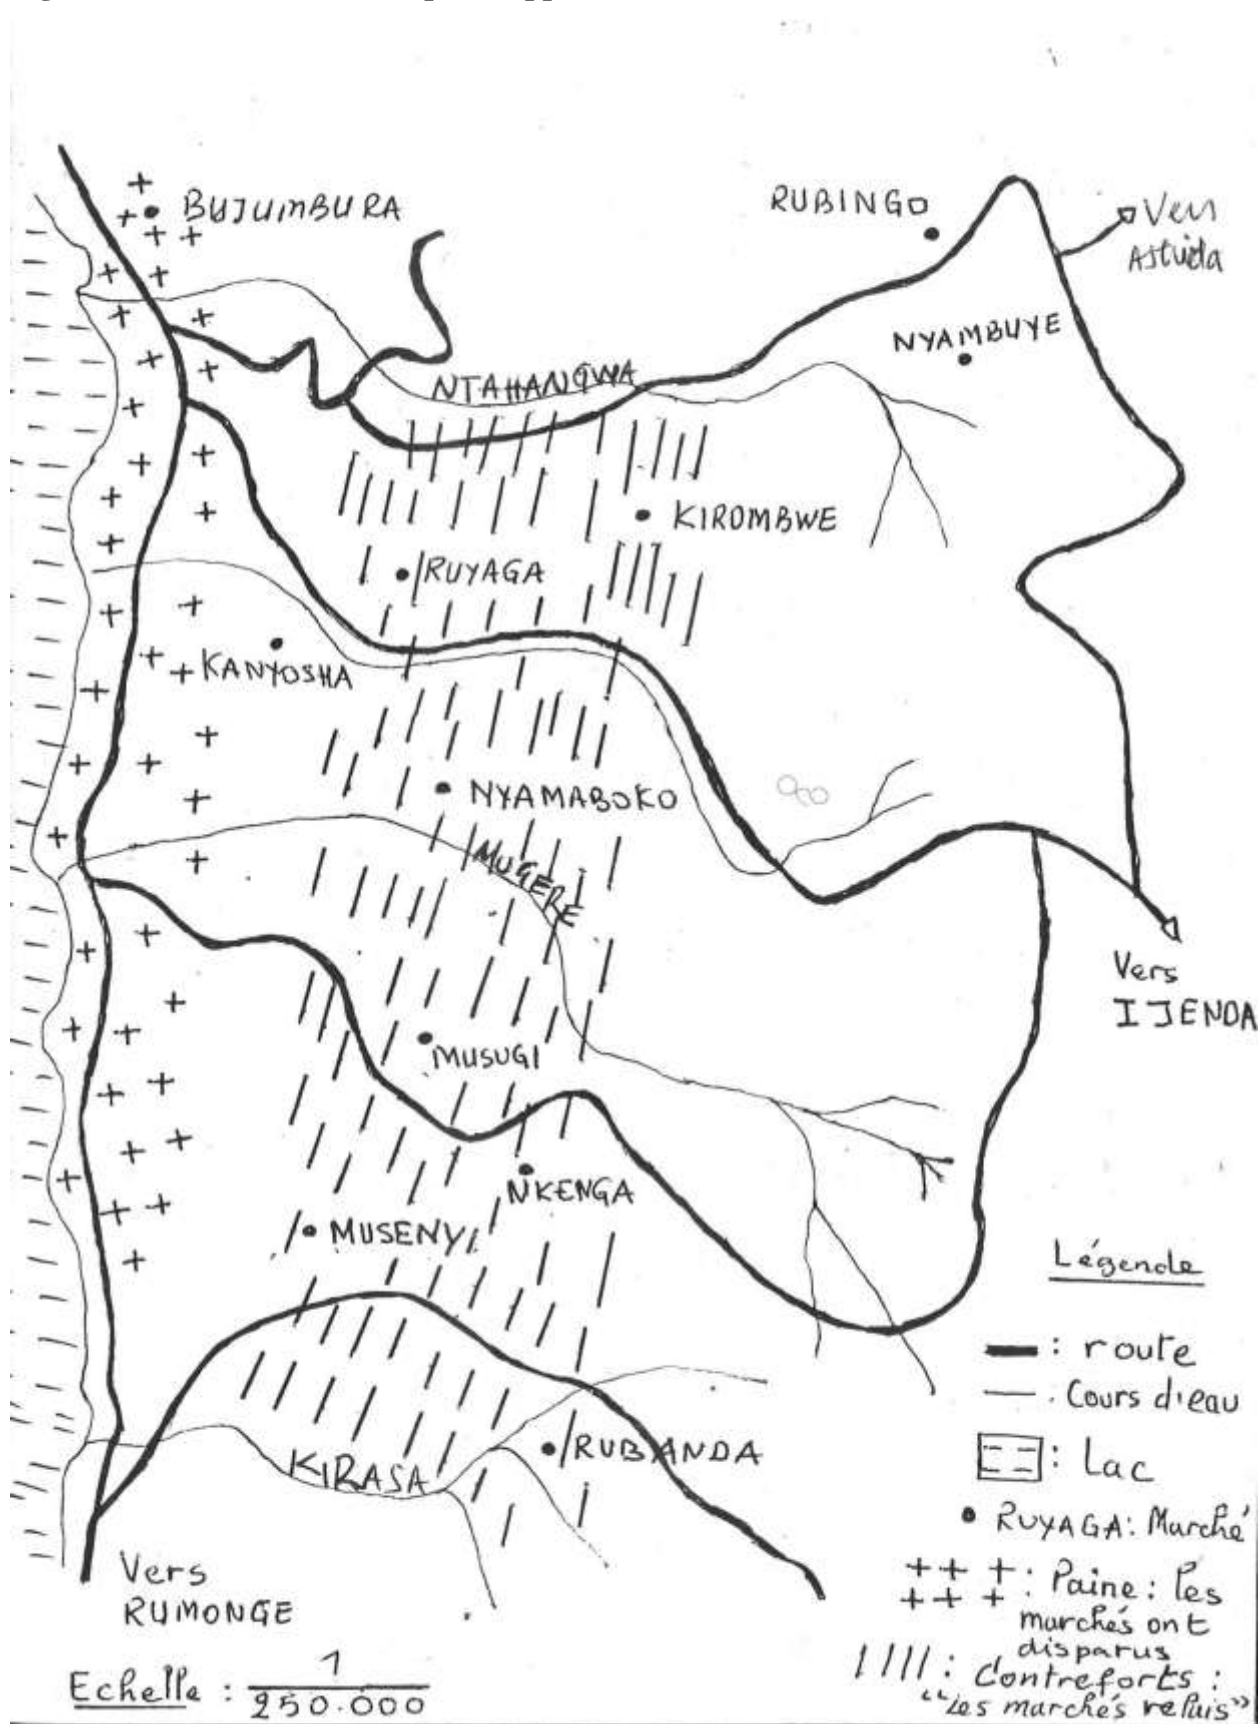 BUJUMBURA
RUBINGO
Vers
Astrida
NYAMBUYE
NTAHANGWA
KIROMBWE
RUYAGA
KANYOSHA
NYAMABOKO
MUGERE
Vers
IJENDA
MUSUGI
NKENGA
MUSENYI
Légende
: route
: Cours d'eau
: Lac
RUBANDA
KIRASA
RUYAGA: Marché
Vers
RUMONGE
: Paine: les
marchés ont
disparus
: Contreforts :
"Les marchés refuis"
Echelle : 1
250.000